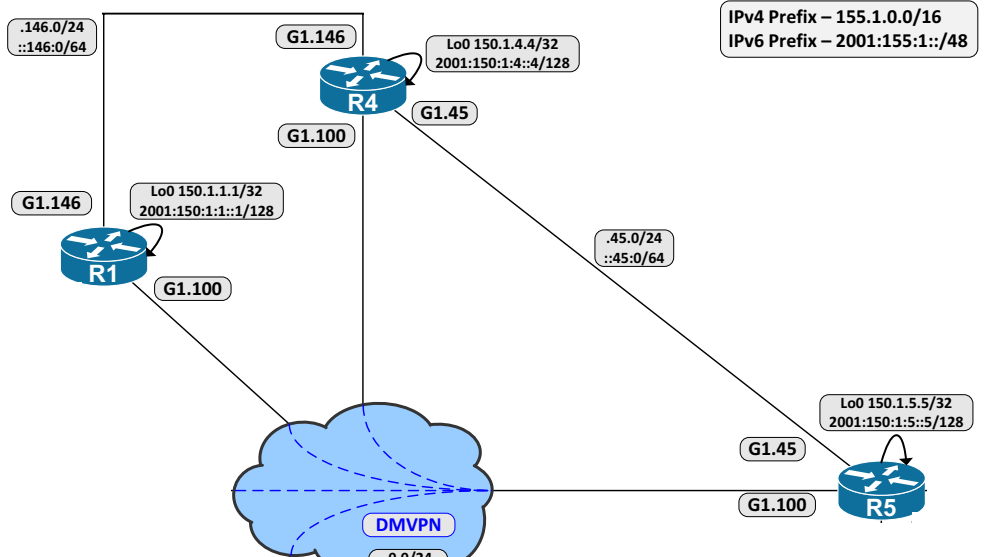 .146.0/24
::146:0/64
G1.146
Lo0 150.1.4.4/32
2001:150:1:4::4/128
IPv4 Prefix – 155.1.0.0/16
IPv6 Prefix – 2001:155:1::/48
R4
G1.45
G1.100
G1.146
Lo0 150.1.1.1/32
2001:150:1:1::1/128
R1
G1.100
.45.0/24
::45:0/64
Lo0 150.1.5.5/32
2001:150:1:5::5/128
G1.45
G1.100
R5
DMVPN
.0.0/24